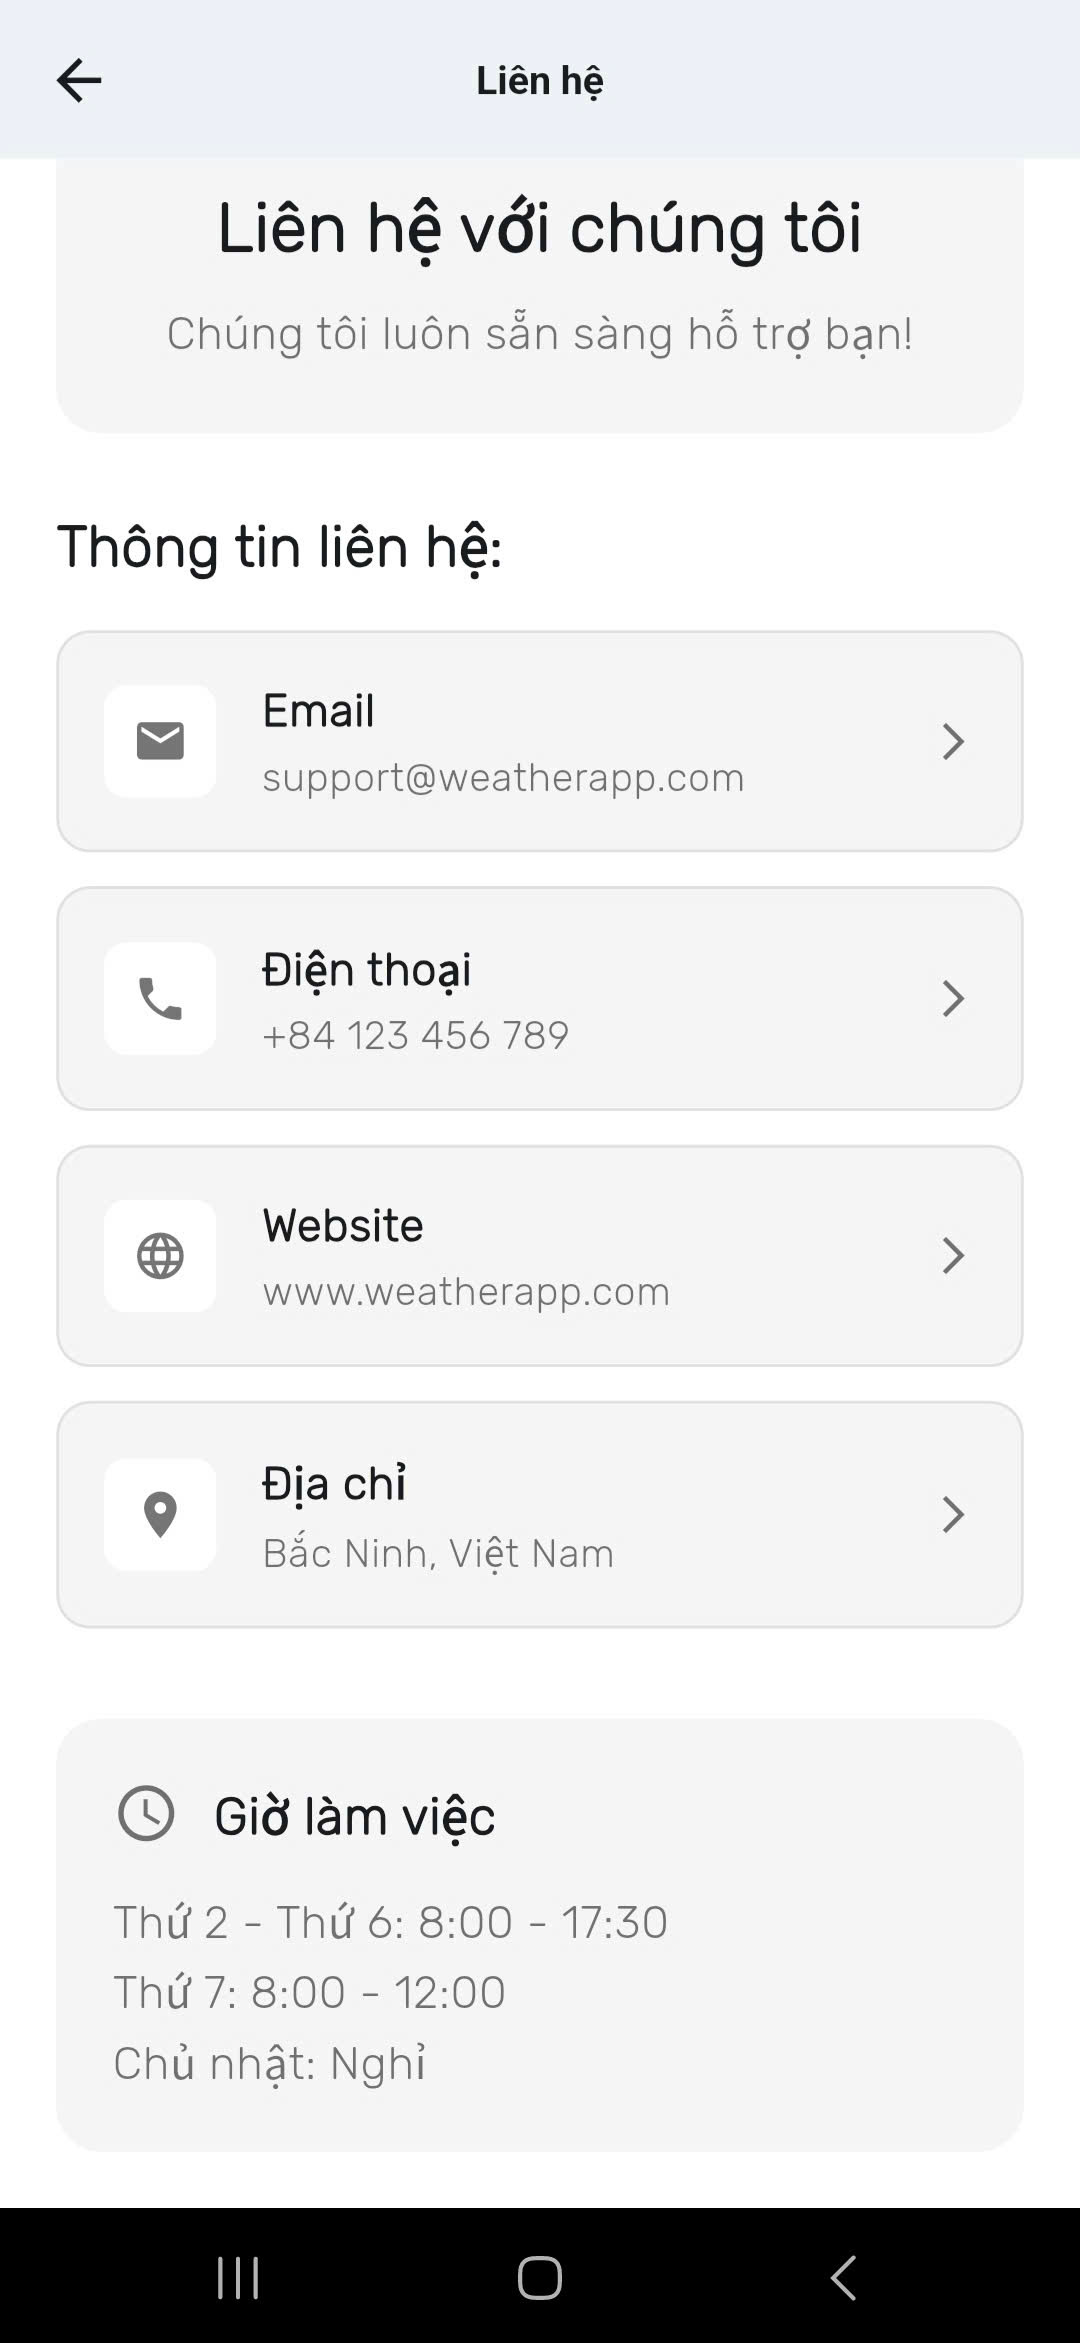 Liên hệ
Liên hệ với chúng tôi
Chúng tôi luôn sẵn sàng hỗ trợ bạn!
Thông tin liên hệ:
Email
support@weatherapp.com
Điện thoại
+84 123 456 789
Website
www.weatherapp.com
Địa chỉ
Bắc Ninh, Việt Nam
Giờ làm việc
Thứ 2 - Thứ 6: 8:00 - 17:30
Thứ 7: 8:00 - 12:00
Chủ nhật: Nghỉ